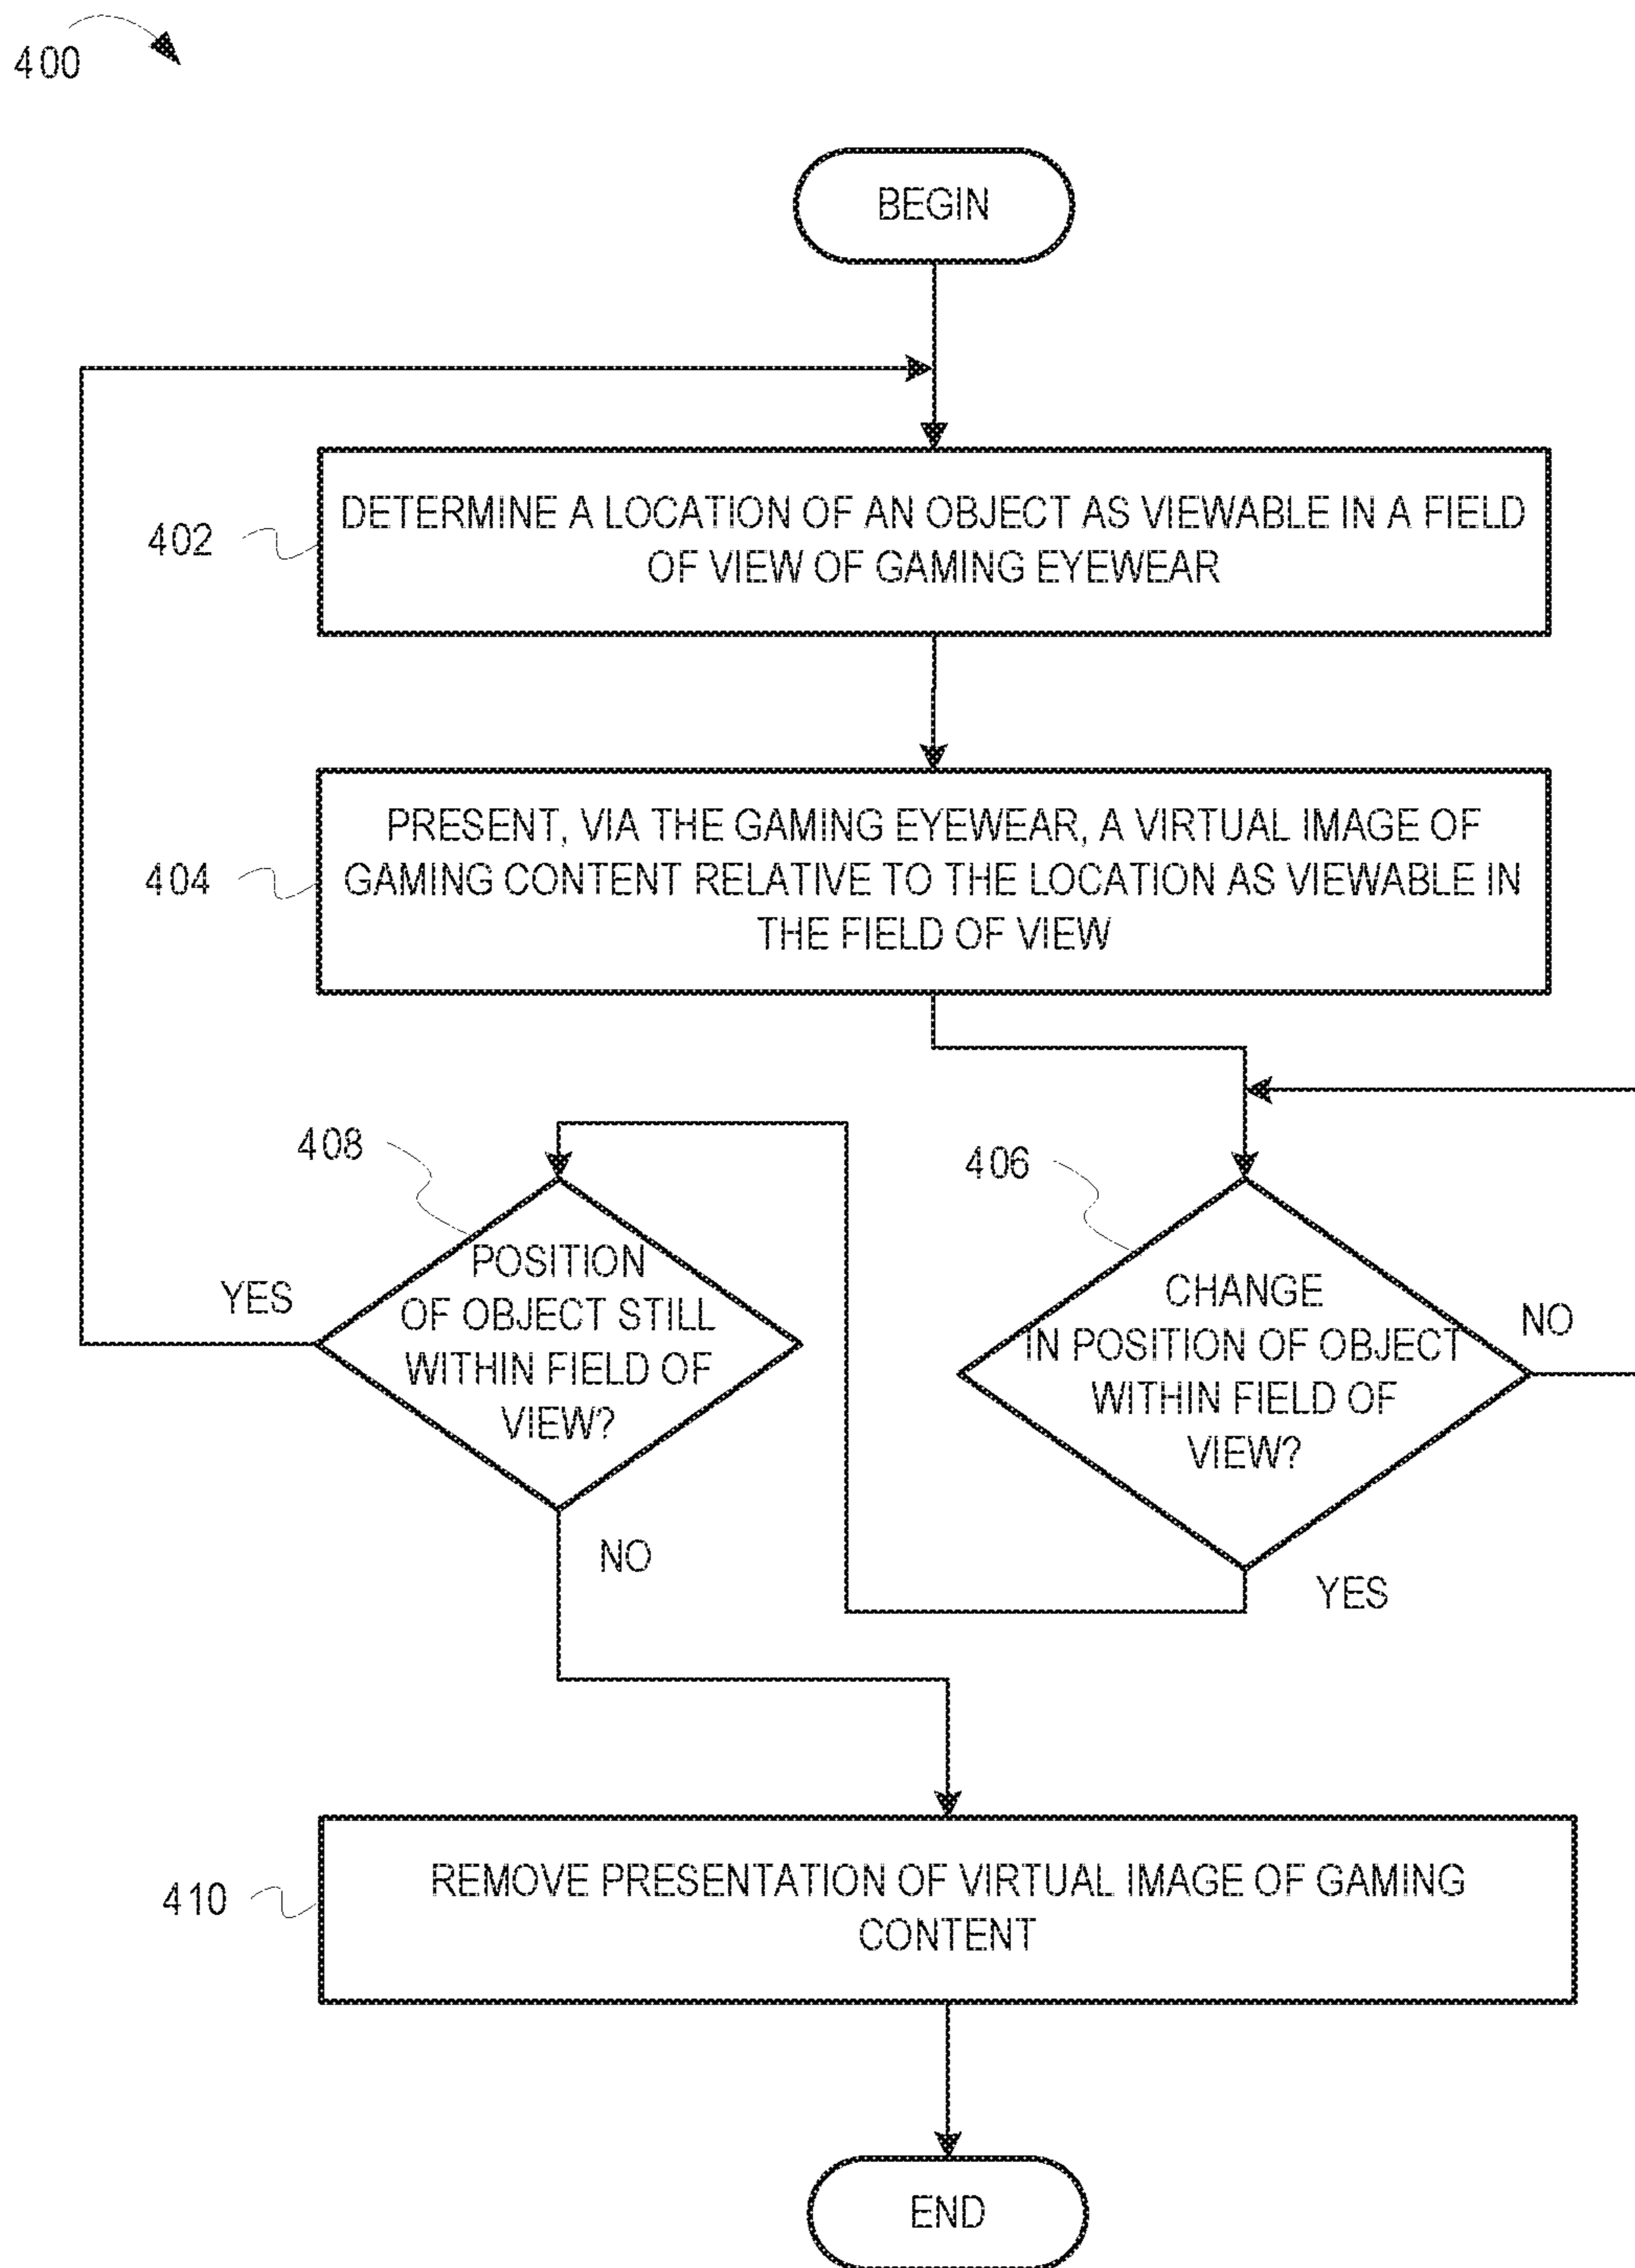 400
BEGIN
402
DETERMINE A LOCATION OF AN OBJECT AS VIEWABLE IN A FIELD
OF VIEW OF GAMING EYEWEAR
404
PRESENT, VIA THE GAMING EYEWEAR, A VIRTUAL IMAGE OF
GAMING CONTENT RELATIVE TO THE LOCATION AS VIEWABLE IN
THE FIELD OF VIEW
406
CHANGE
IN POSITION OF OBJECT
WITHIN FIELD OF
VIEW?
NO
YES
408
POSITION
OF OBJECT STILL
WITHIN FIELD OF
VIEW?
YES
NO
410
REMOVE PRESENTATION OF VIRTUAL IMAGE OF GAMING
CONTENT
END